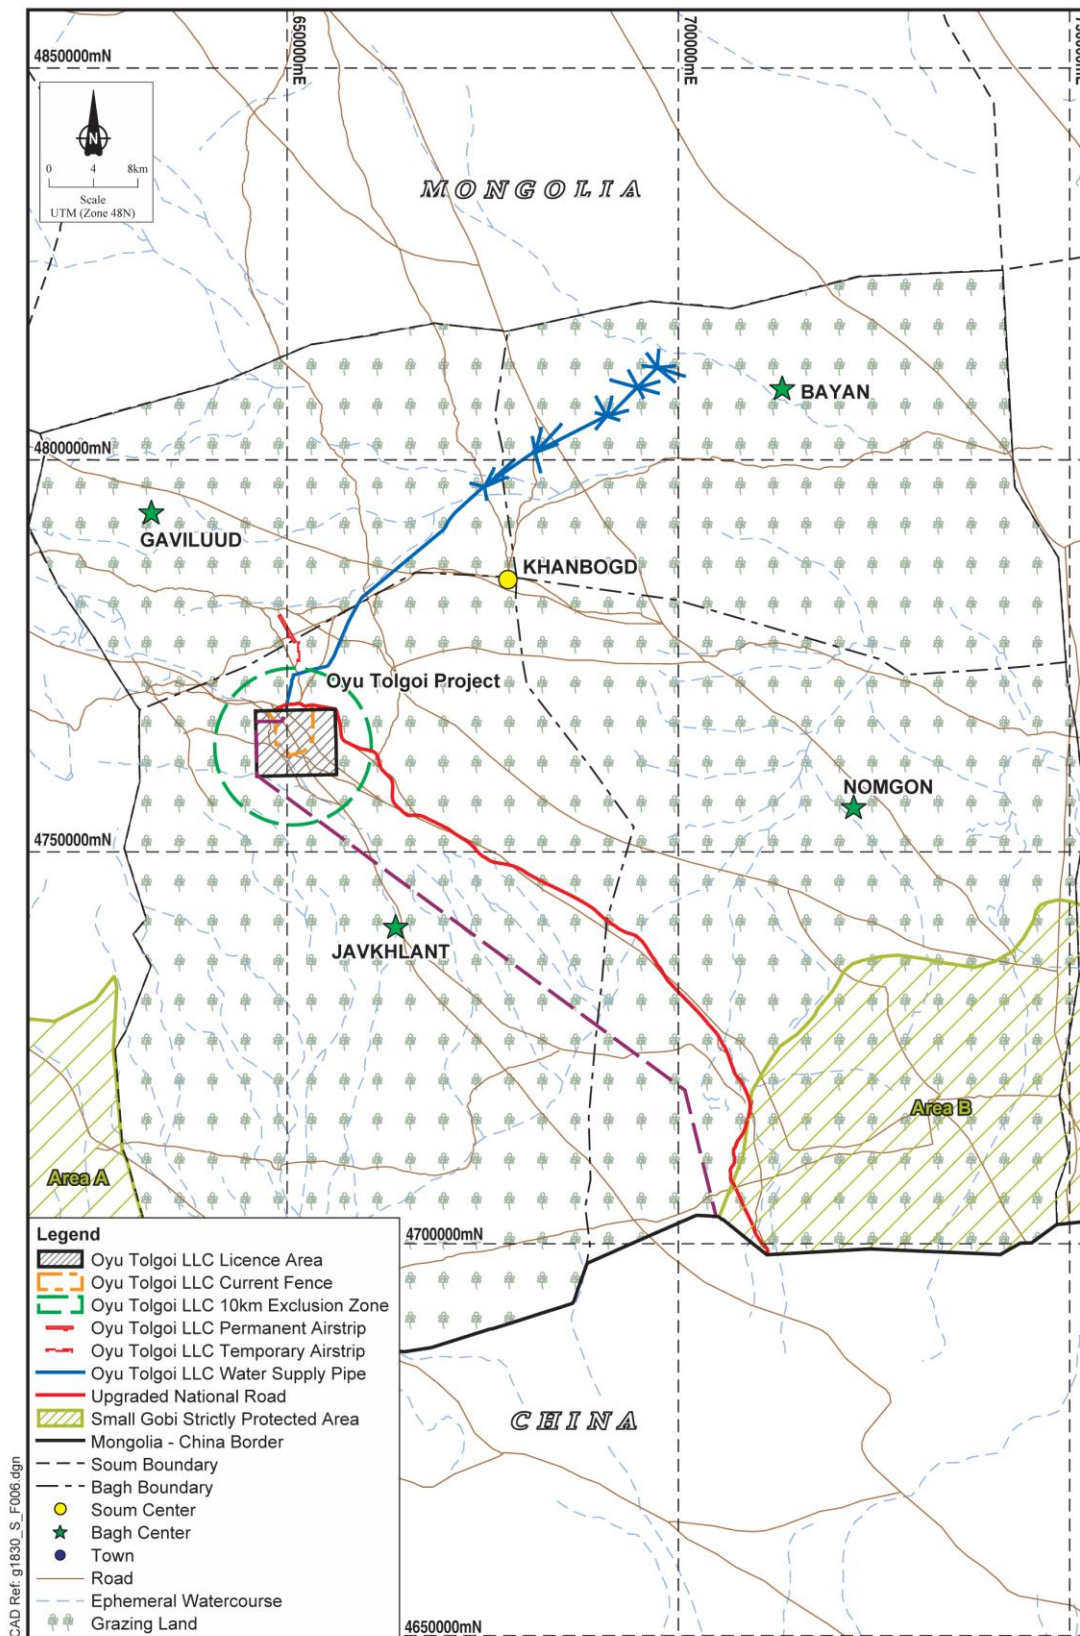 650000mE
700000mE
4850000mN
N
0 4 8km
Scale
UTM (Zone 48N)
MONGOLIA
BAYAN
4800000mN
GAVILUUD
KHANBOGD
Oyu Tolgoi Project
NOMGON
4750000mN
JAVKHLANT
Area B
Area A
4700000mN
Legend
Oyu Tolgoi LLC Licence Area
Oyu Tolgoi LLC Current Fence
Oyu Tolgoi LLC 10km Exclusion Zone
Oyu Tolgoi LLC Permanent Airstrip
Oyu Tolgoi LLC Temporary Airstrip
Oyu Tolgoi LLC Water Supply Pipe
Upgraded National Road
Small Gobi Strictly Protected Area
Mongolia - China Border
Soum Boundary
Bagh Boundary
Soum Center
Bagh Center
Town
Road
Ephemeral Watercourse
Grazing Land
CHINA
4650000mN
CAD Ref: g1830_S_F006.dgn